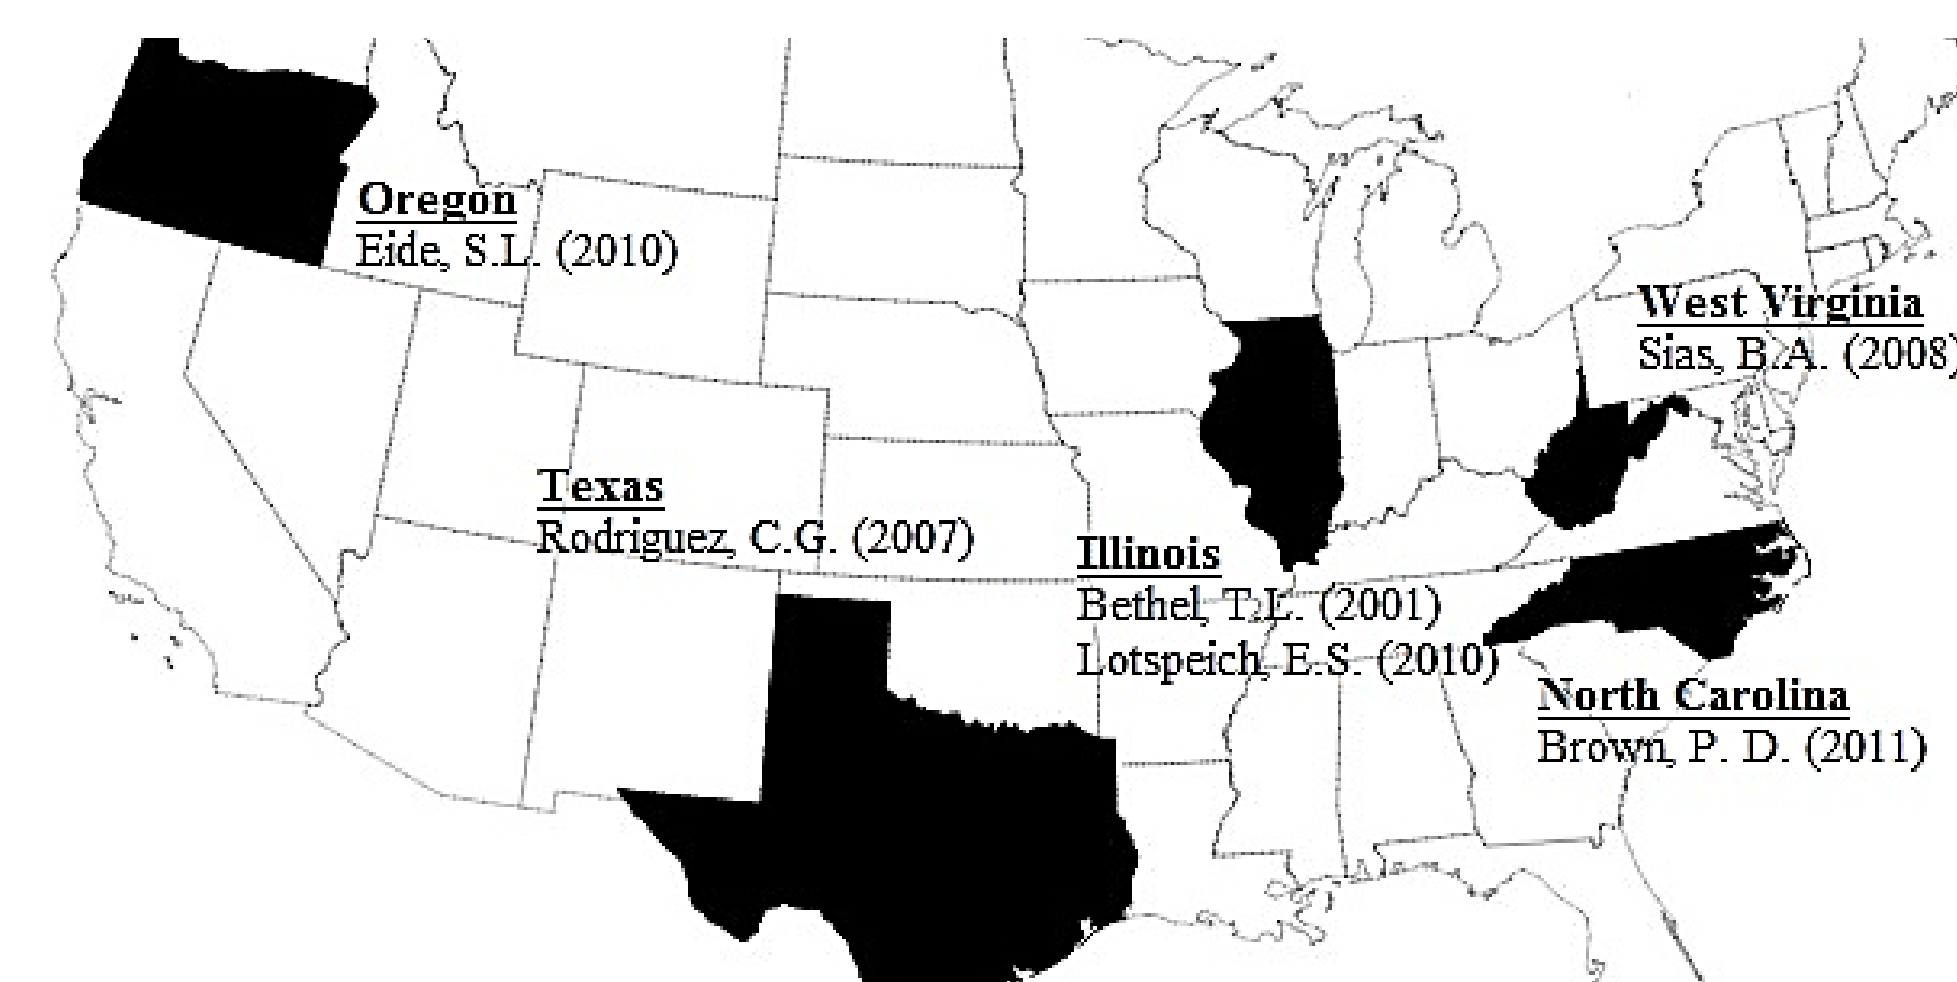 Oregon
Eide, S.L. (2010)
West Virginia
Sias, B.A. (2008)
Texas
Rodriguez, C.G. (2007)
Illinois
Bethel, T.L. (2001)
Lotspeich, E.S. (2010)
North Carolina
Brown, P. D. (2011)